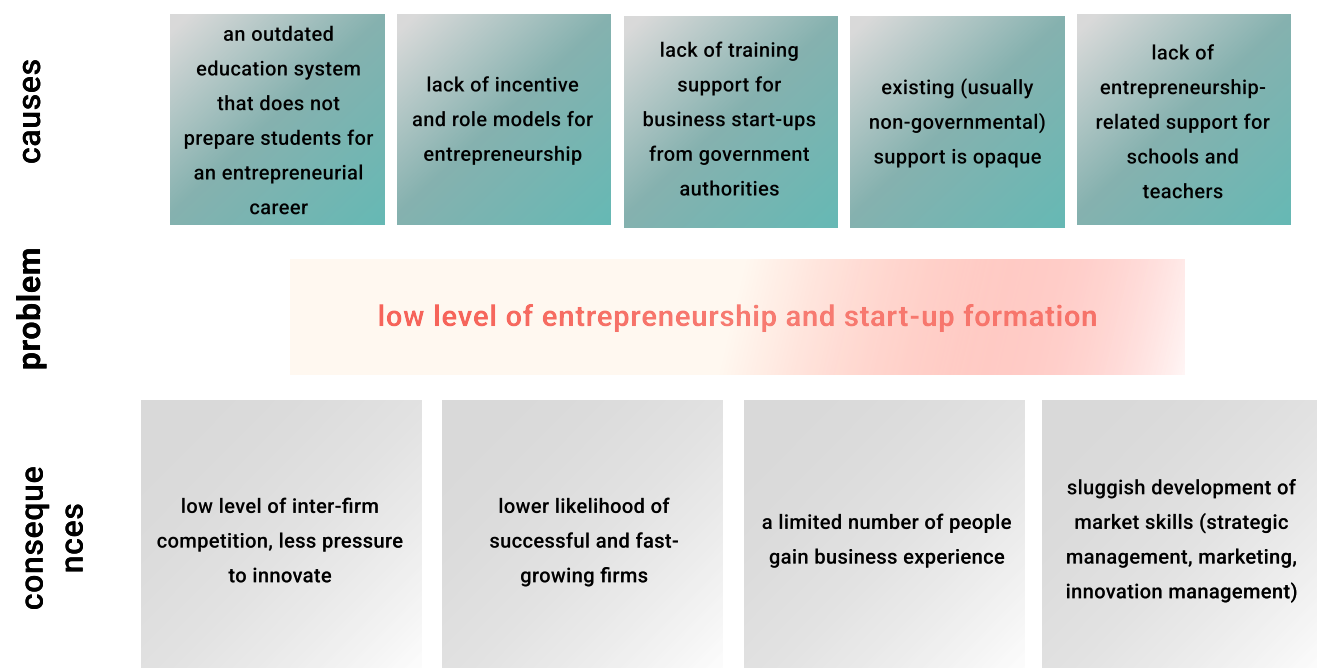 causes
an outdated
education system
that does not
prepare students for
an entrepreneurial
career
lack of incentive
and role models for
entrepreneurship
lack of training
support for
business start-ups
from government
authorities
existing (usually
non-governmental)
support is opaque
lack of
entrepreneurship-
related support for
schools and
teachers
problem
low level of entrepreneurship and start-up formation
conseque
nces
low level of inter-firm
competition, less pressure
to innovate
lower likelihood of
successful and fast-
growing firms
a limited number of people
gain business experience
sluggish development of
market skills (strategic
management, marketing,
innovation management)